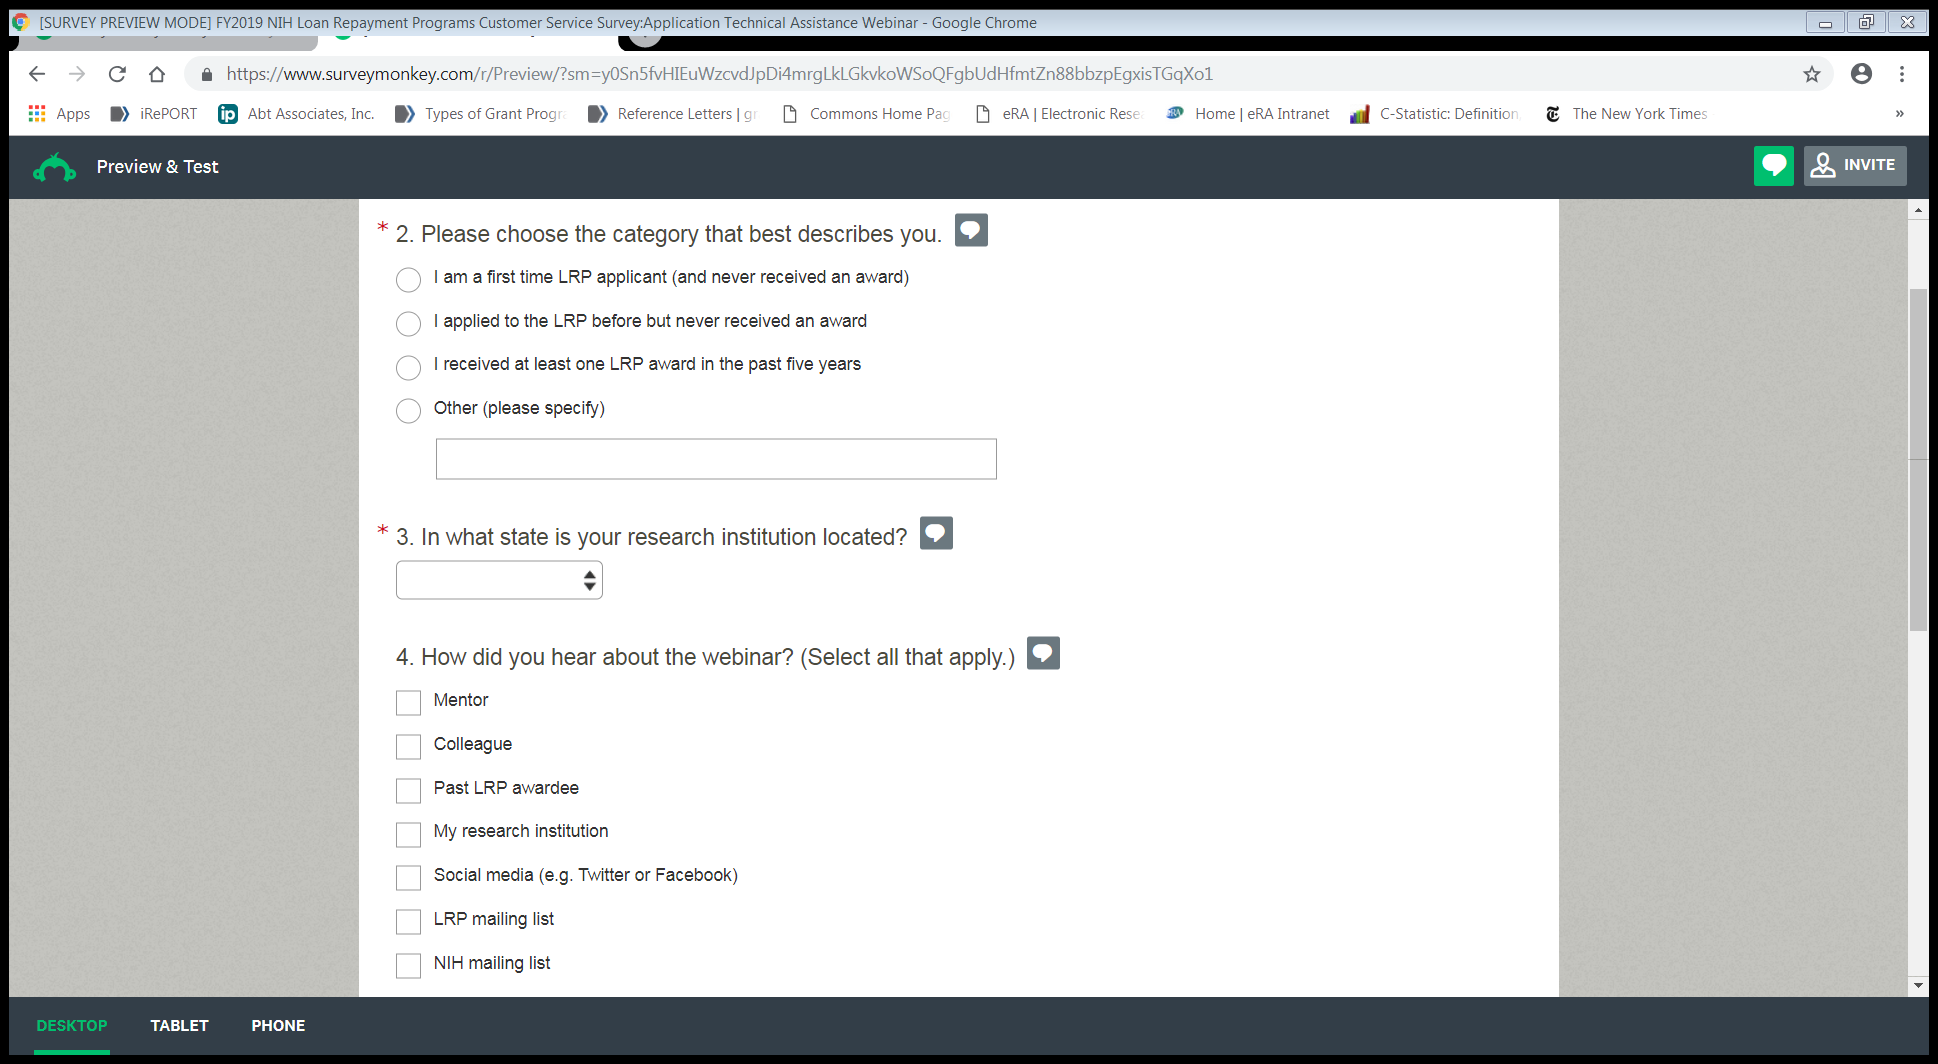 [SURVEY PREVIEW MODE] FY2019 NIH Loan Repayment Programs Customer Service Survey:Application Technical Assistance Webinar - Google Chrome
https://www.surveymonkey.com/r/Preview/?sm=y0Sn5fvHIEuWzcvdJpDi4mrgLkLGkvkoWSoQFgbUdHfmtZn88bbzpEgxisTGqXo1
Apps iRePORT ip Abt Associates, Inc. Types of Grant Progr Reference Letters | gr Commons Home Pag eRA | Electronic Rese eRA Home | eRA Intranet C-Statistic: Definition, The New York Times »
Preview & Test INVITE
* 2. Please choose the category that best describes you.
I am a first time LRP applicant (and never received an award)
I applied to the LRP before but never received an award
I received at least one LRP award in the past five years
Other (please specify)
* 3. In what state is your research institution located?
4. How did you hear about the webinar? (Select all that apply.)
Mentor
Colleague
Past LRP awardee
My research institution
Social media (e.g. Twitter or Facebook)
LRP mailing list
NIH mailing list
DESKTOP TABLET PHONE